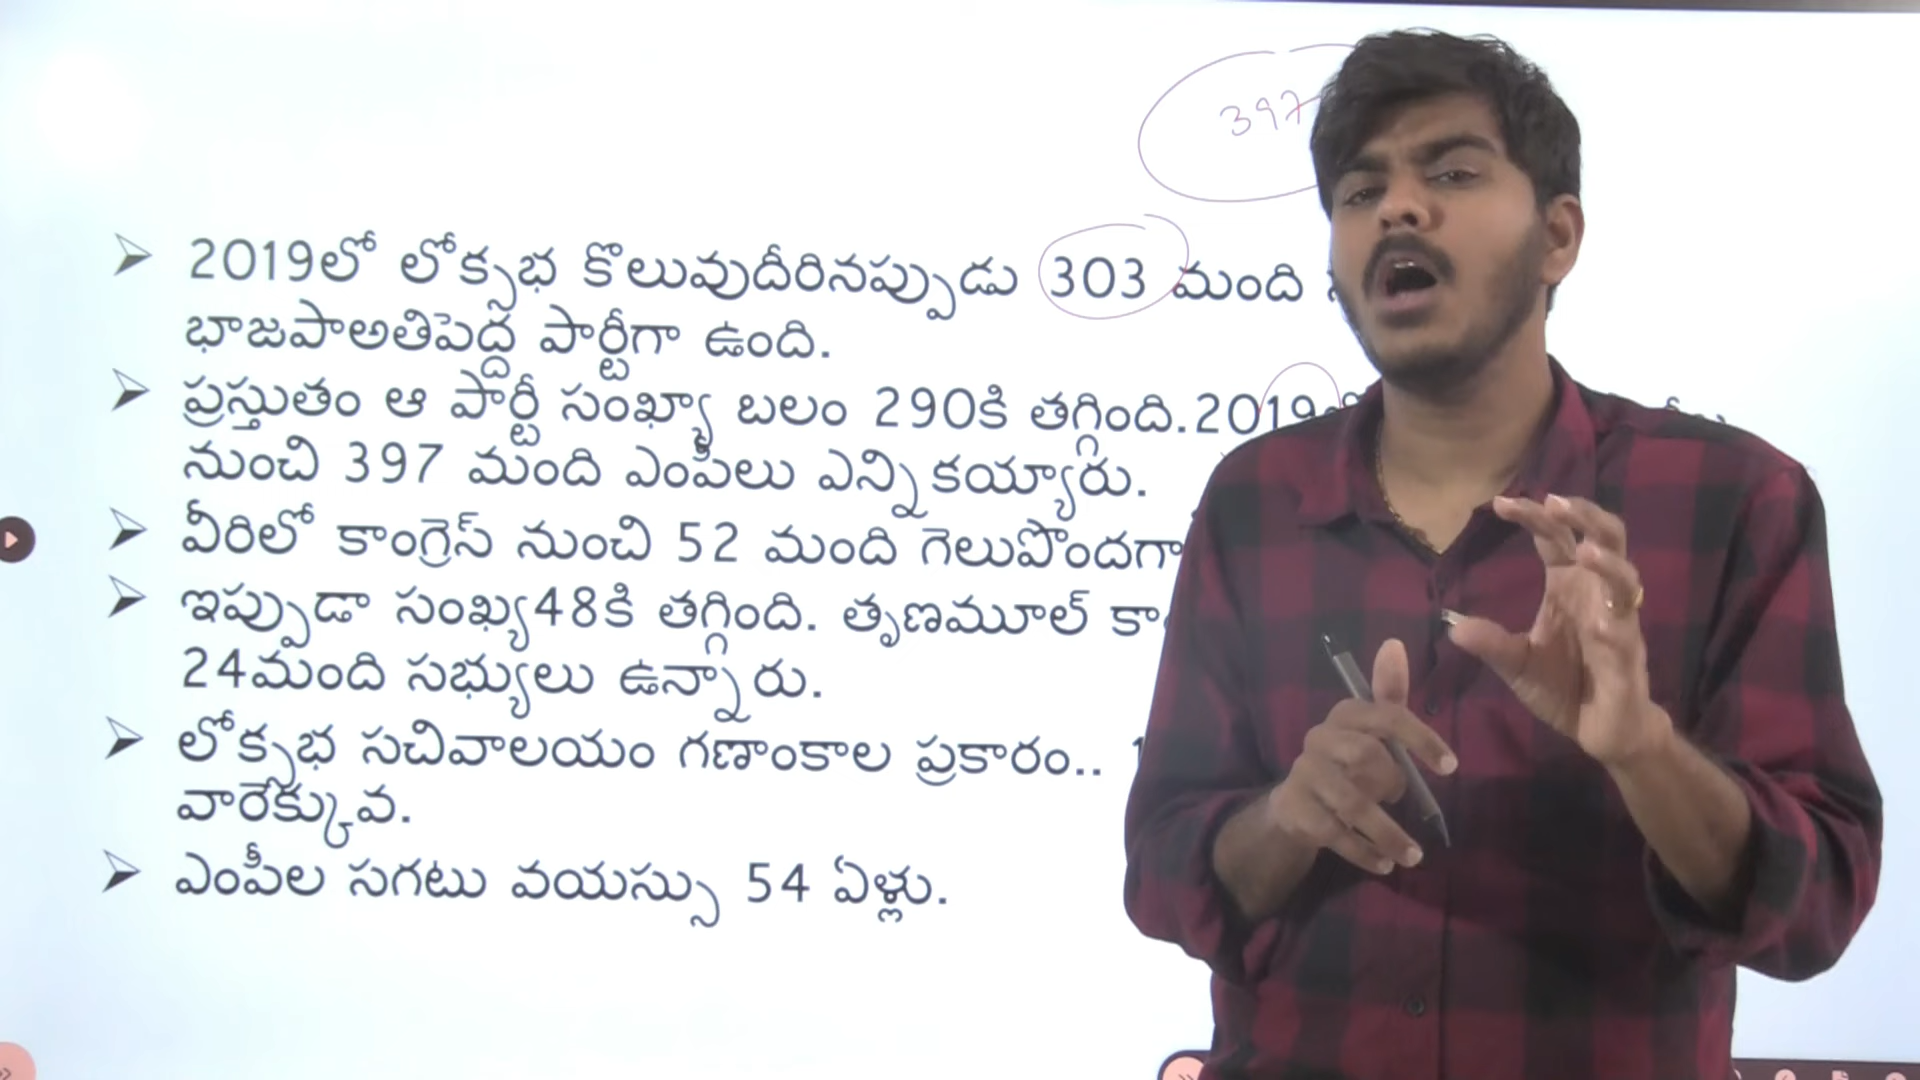 397
2019లో లోక్సభ కొలువుదీరినప్పుడు 303 మంది
భాజపాఅతిపెద్ద పార్టీగా ఉంది.
ప్రస్తుతం ఆ పార్టీ సంఖ్యా బలం 290కి తగ్గింది.2019లో
నుంచి 397 మంది ఎంపీలు ఎన్నికయ్యారు.
వీరిలో కాంగ్రెస్ నుంచి 52 మంది గెలుపొందగా
ఇప్పుడా సంఖ్య48కి తగ్గింది. తృణమూల్
24మంది సభ్యులు ఉన్నారు.
లోక్సభ సచివాలయం గణాంకాల ప్రకారం..
వారెక్కువ.
ఎంపీల సగటు వయస్సు 54 ఏళ్లు.